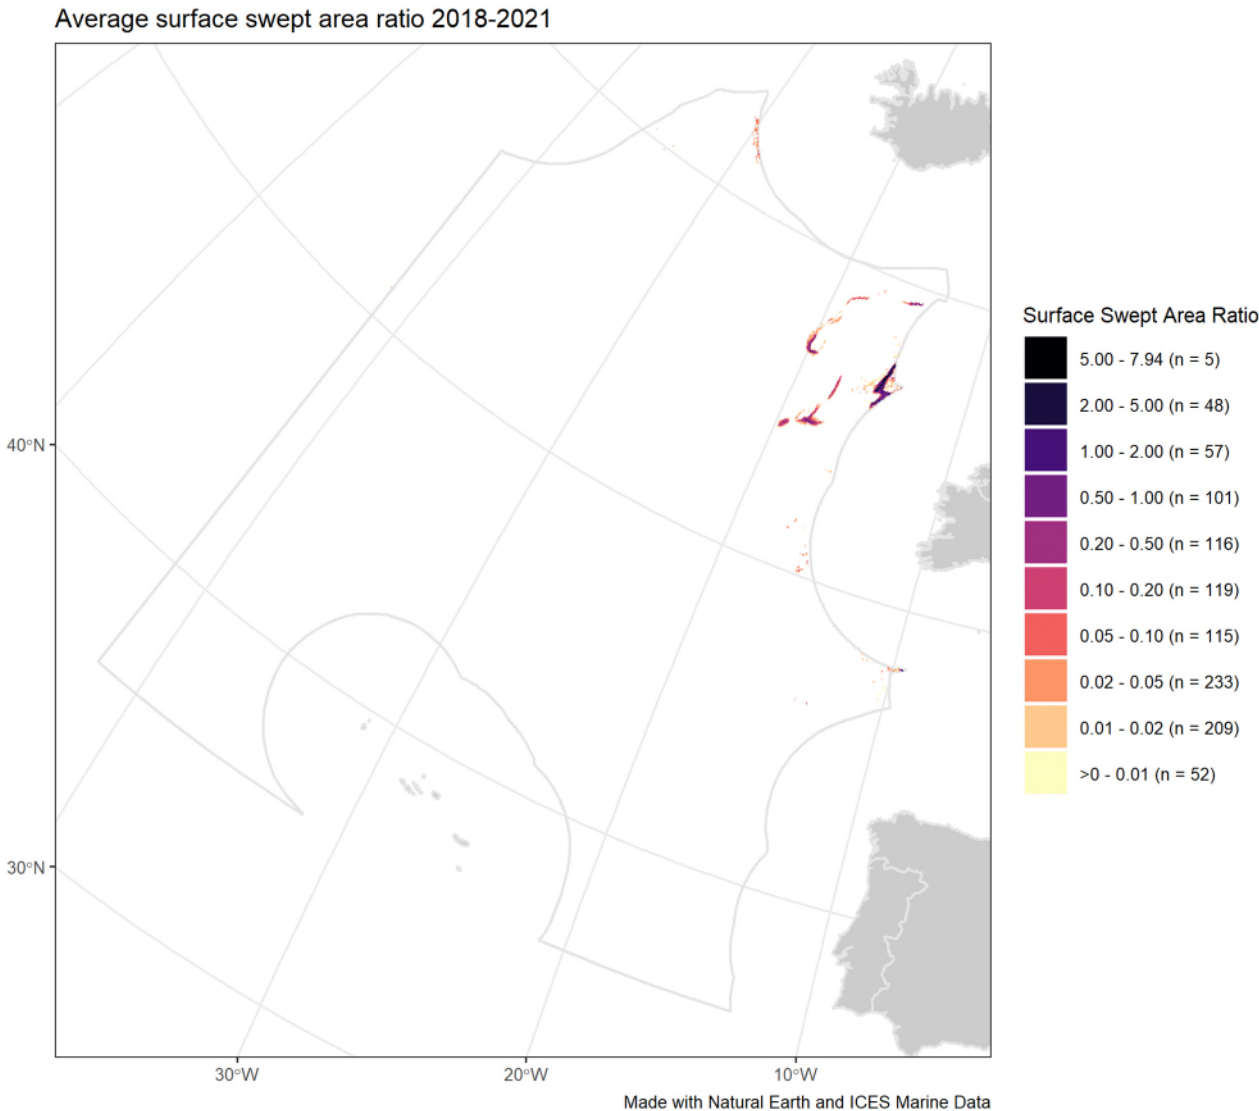 Average surface swept area ratio 2018-2021
Surface Swept Area Ratio
5.00 - 7.94 (n = 5)
2.00 - 5.00 (n = 48)
1.00 - 2.00 (n = 57)
0.50 - 1.00 (n = 101)
0.20 - 0.50 (n = 116)
0.10 - 0.20 (n = 119)
0.05 - 0.10 (n = 115)
0.02 - 0.05 (n = 233)
0.01 - 0.02 (n = 209)
>0 - 0.01 (n = 52)
40°N
30°N
30°W
20°W
10°W
Made with Natural Earth and ICES Marine Data